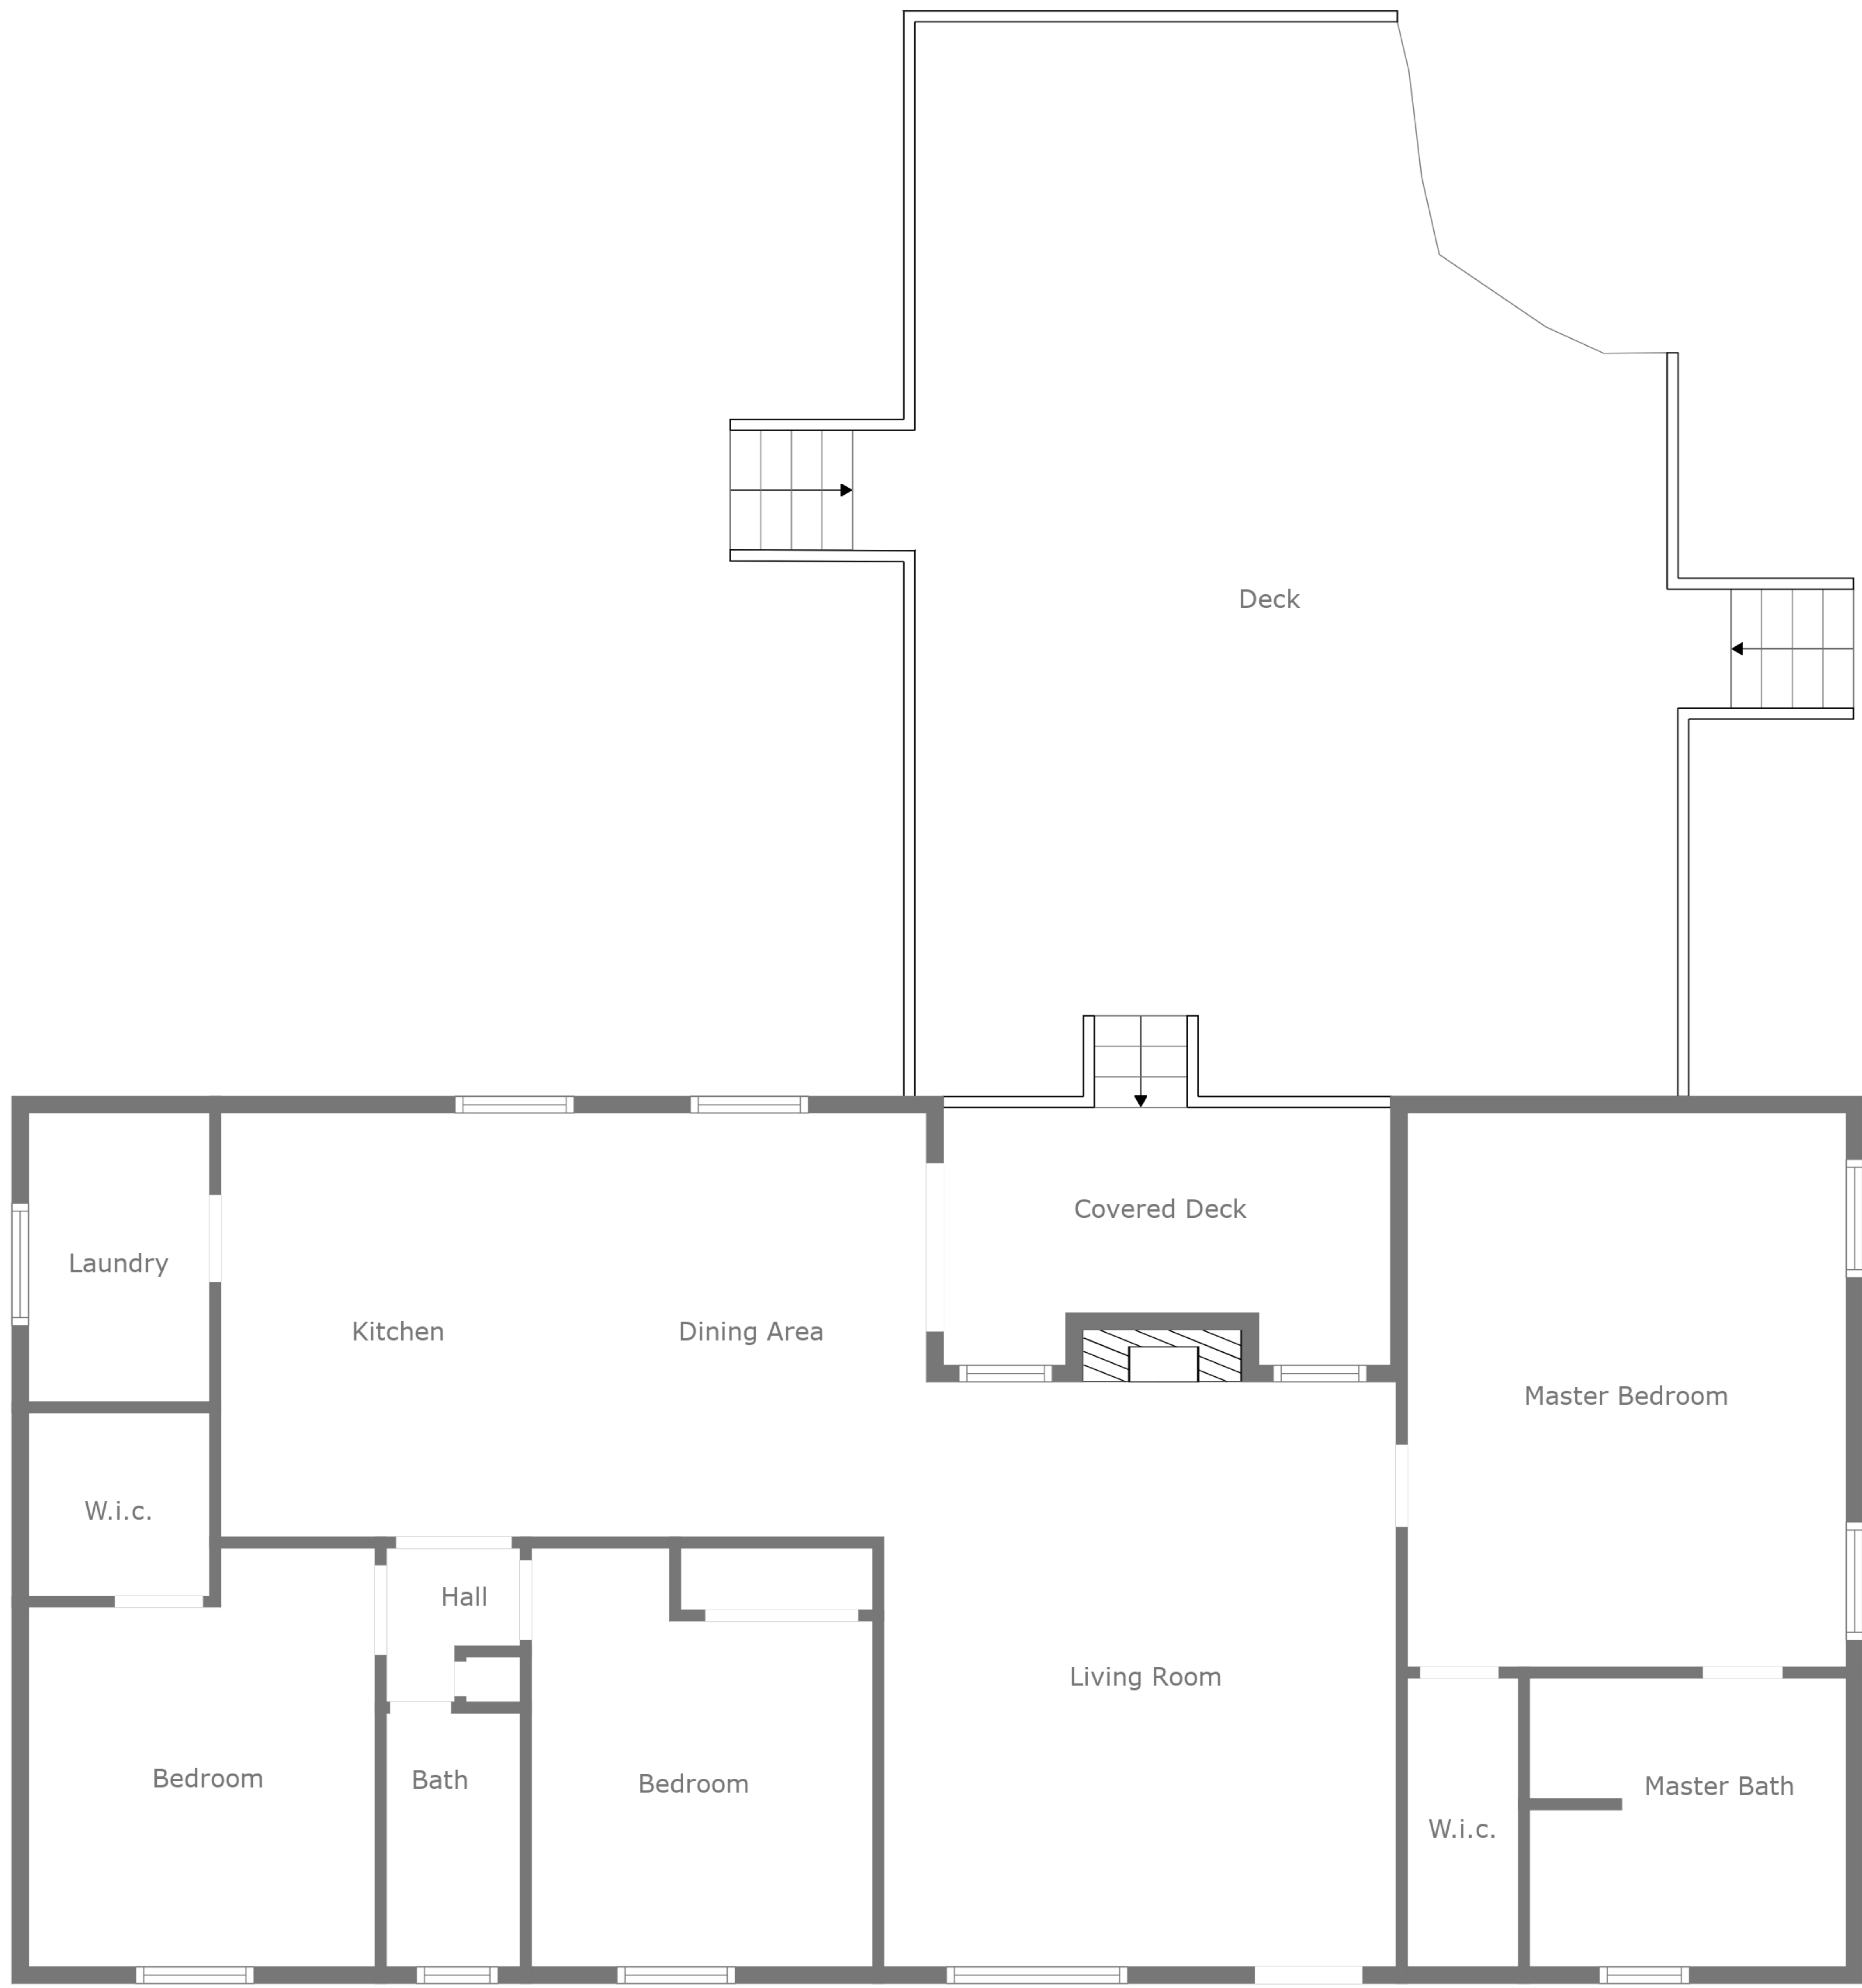 Deck
Covered Deck
Laundry
Kitchen
Dining Area
Master Bedroom
W.i.c.
Hall
Living Room
Bedroom
Bath
Bedroom
Master Bath
W.i.c.